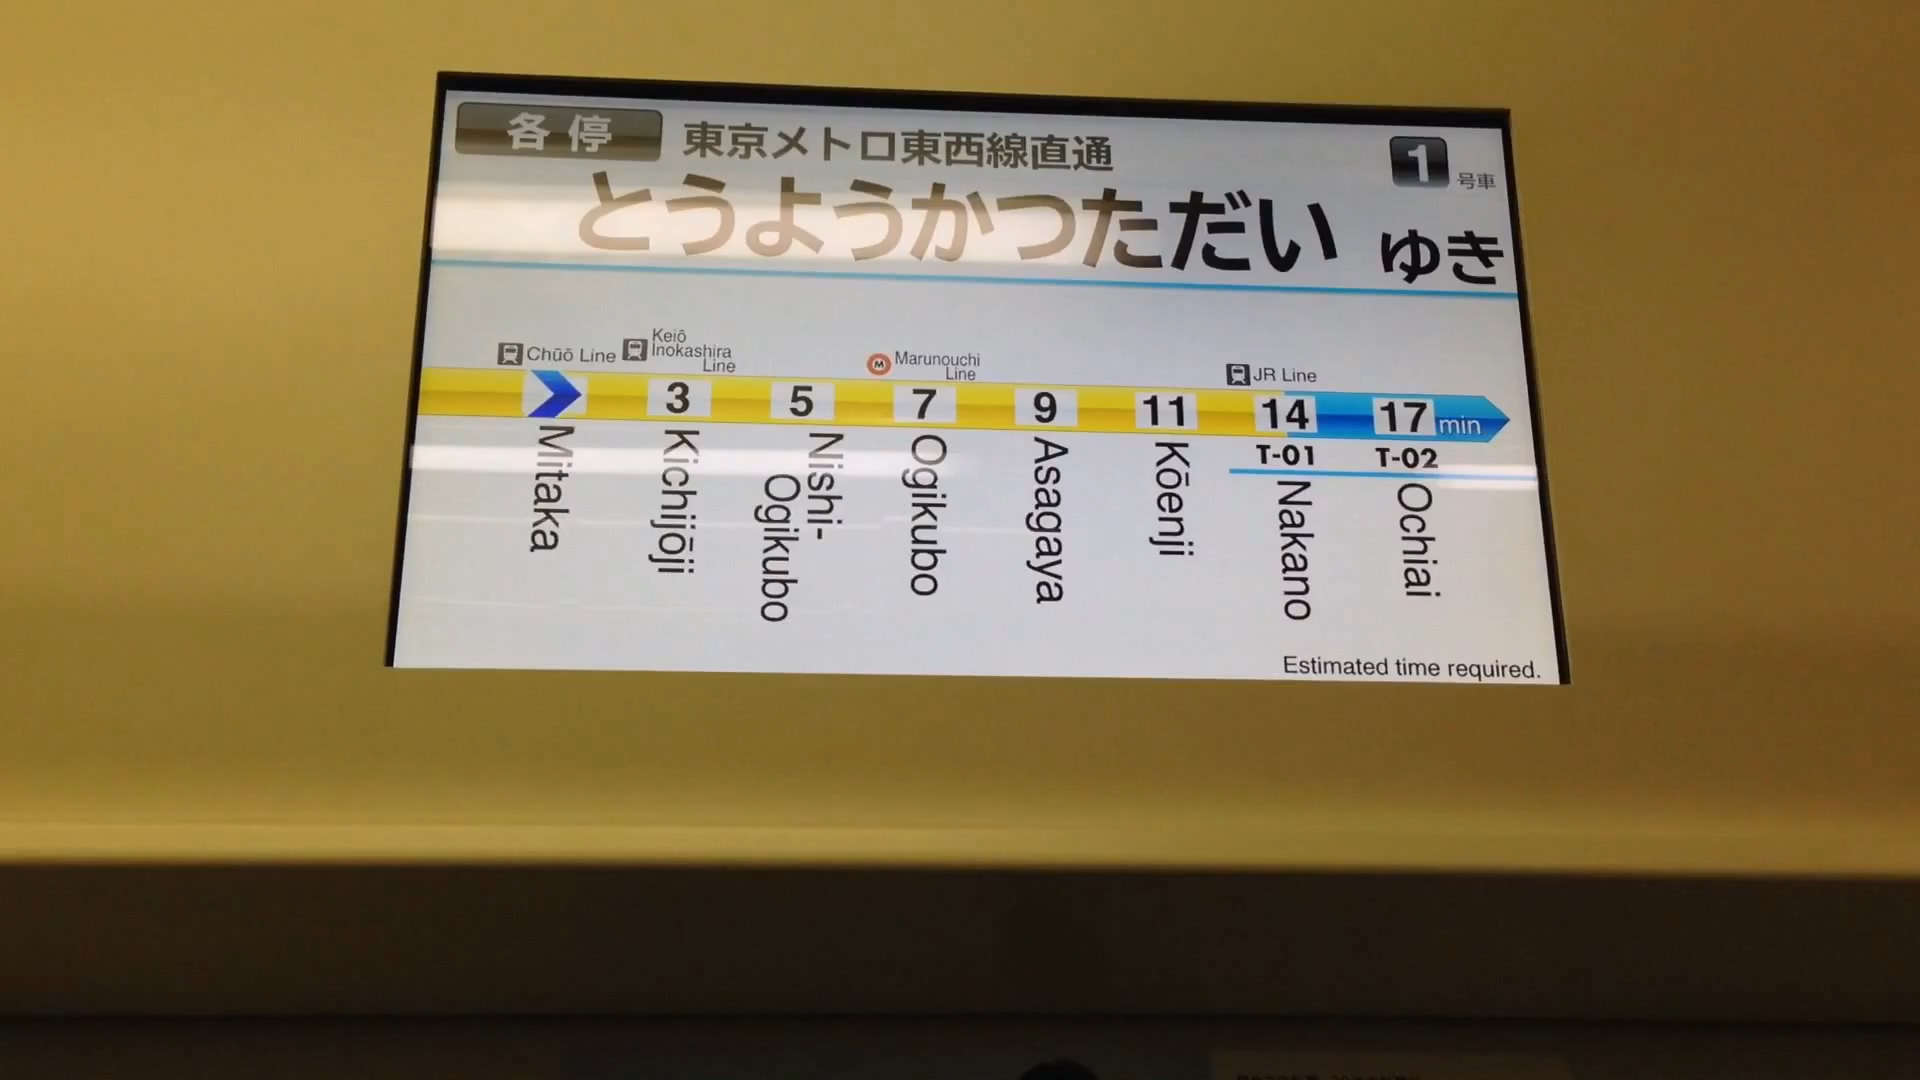 各停
東京メトロ東西線直通
1 号車
とうようかつただい ゆき
Chūō Line
Keiō
Inokashira
Line
Marunouchi
Line
JR Line
3 5 7 9 11 14 17 min
T-01 T-02
Mitaka
Kichijōji
Nishi-
Ogikubo
Ogikubo
Asagaya
Kōenji
Nakano
Ochiai
Estimated time required.